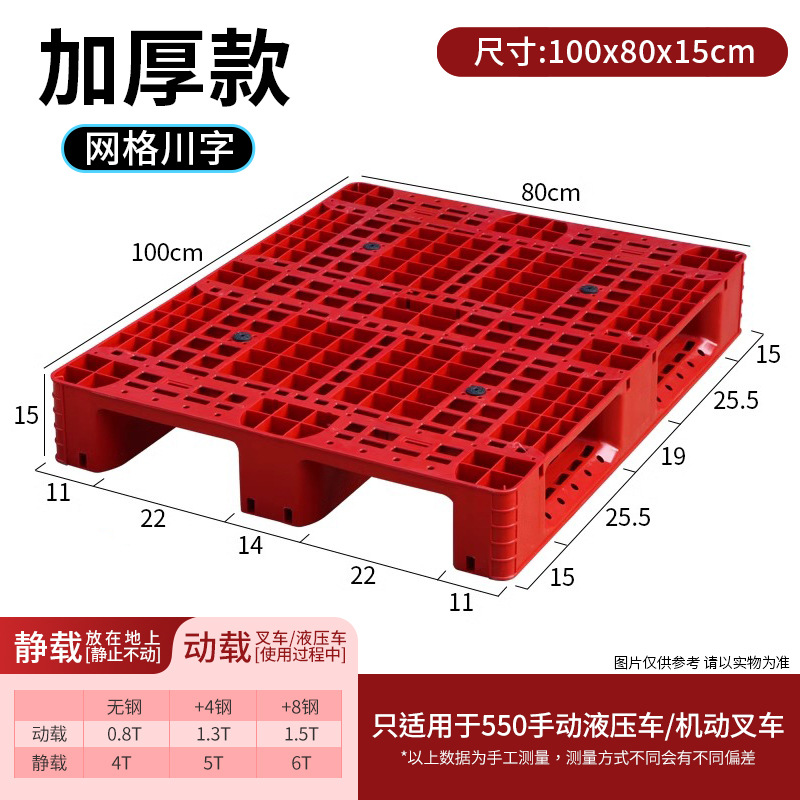 加厚款
网格川字
尺寸:100x80x15cm
80cm
100cm
15
11
22
14
22
11
15
25.5
19
25.5
15
静载 放在地上
[静止不动]
动载 叉车/液压车
[使用过程中]
无钢 +4钢 +8钢
动载 0.8T 1.3T 1.5T
静载 4T 5T 6T
图片仅供参考 请以实物为准
只适用于550手动液压车/机动叉车
*以上数据为手工测量，测量方式不同会有不同偏差